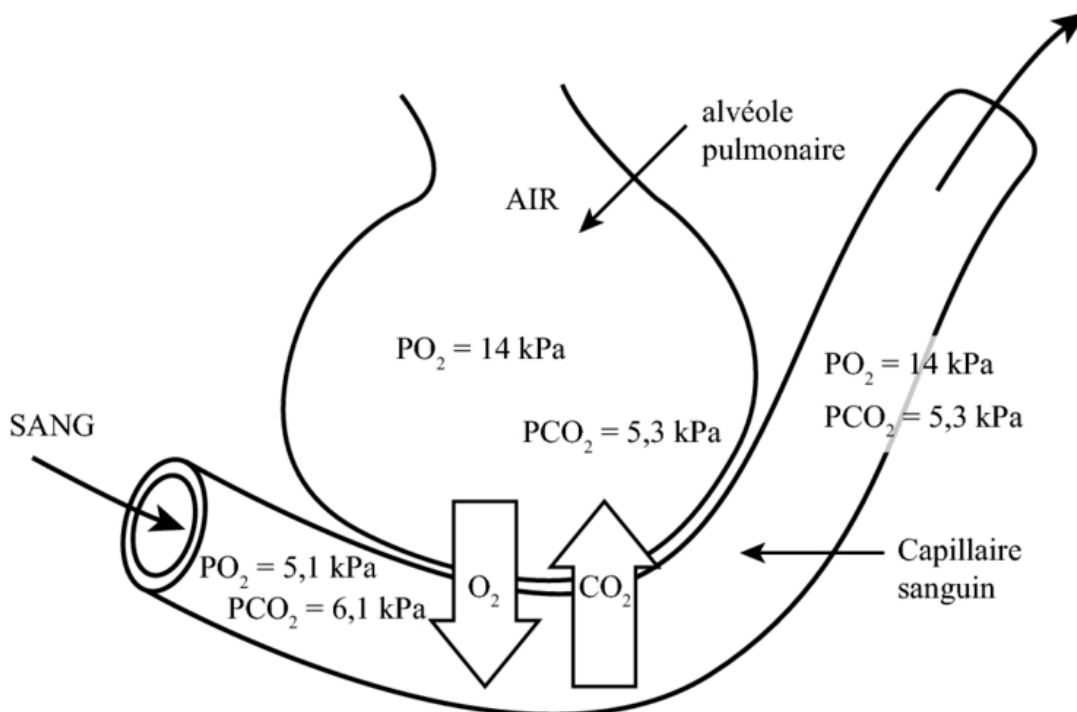 alvéole
pulmonaire
AIR
PO₂ = 14 kPa
PCO₂ = 5,3 kPa
PO₂ = 14 kPa
PCO₂ = 5,3 kPa
SANG
PO₂ = 5,1 kPa
PCO₂ = 6,1 kPa
O₂
CO₂
Capillaire
sanguin